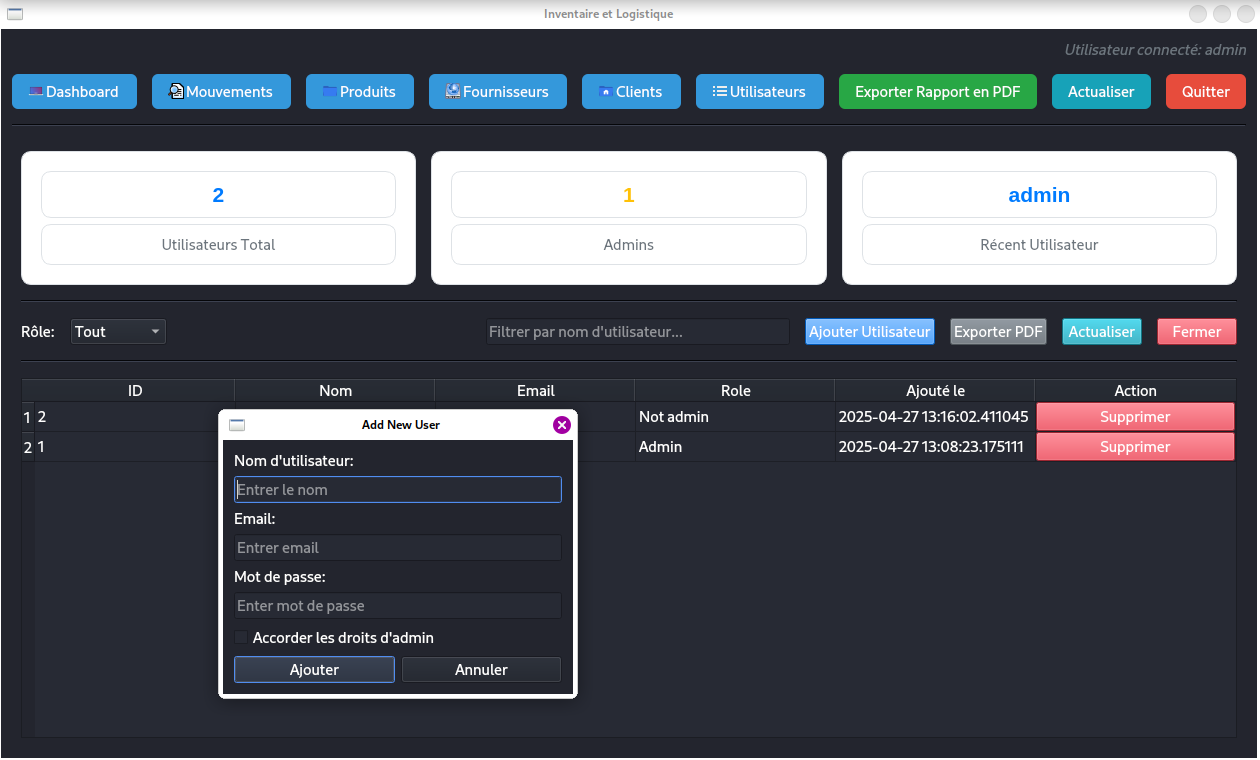 Inventaire et Logistique
Utilisateur connecté: admin
Dashboard Mouvements Produits Fournisseurs Clients Utilisateurs Exporter Rapport en PDF Actualiser Quitter
2 1 admin
Utilisateurs Total Admins Récent Utilisateur
Rôle: Tout Filtrer par nom d'utilisateur... Ajouter Utilisateur Exporter PDF Actualiser Fermer
ID Nom Email Role Ajouté le Action
1 2 Not admin 2025-04-27 13:16:02.411045 Supprimer
2 1 Admin 2025-04-27 13:08:23.175111 Supprimer
Add New User
Nom d'utilisateur:
Entrer le nom
Email:
Entrer email
Mot de passe:
Enter mot de passe
Accorder les droits d'admin
Ajouter Annuler